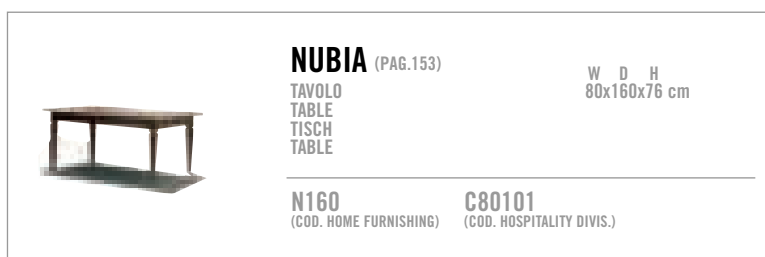 NUBIA (PAG.153)
TAVOLO
TABLE
TISCH
TABLE
W D H
80x160x76 cm
N160
(COD. HOME FURNISHING)
C80101
(COD. HOSPITALITY DIVIS.)